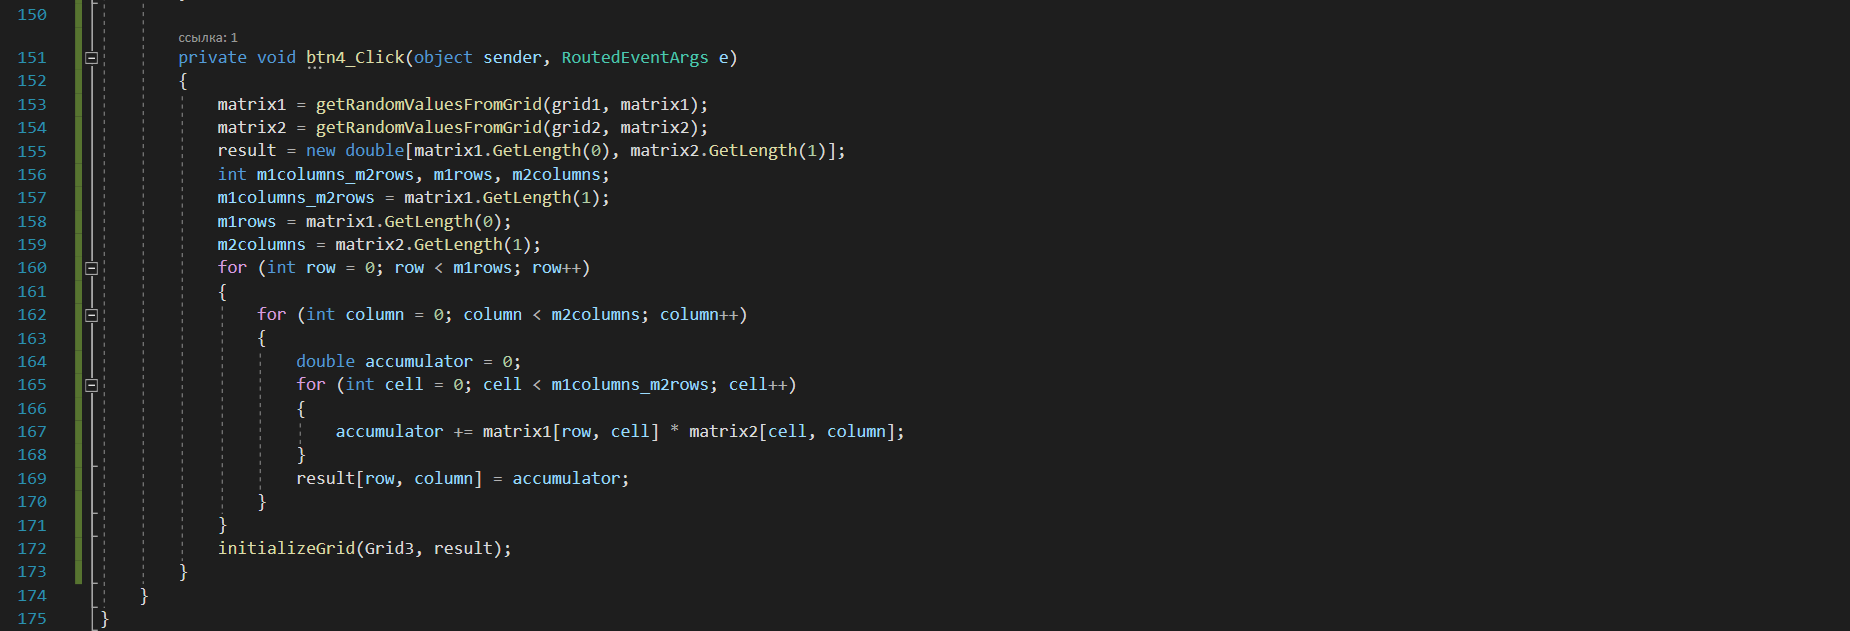 150
ссылка: 1
151 private void btn4_Click(object sender, RoutedEventArgs e)
152 {
153 matrix1 = getRandomValuesFromGrid(grid1, matrix1);
154 matrix2 = getRandomValuesFromGrid(grid2, matrix2);
155 result = new double[matrix1.GetLength(0), matrix2.GetLength(1)];
156 int m1columns_m2rows, m1rows, m2columns;
157 m1columns_m2rows = matrix1.GetLength(1);
158 m1rows = matrix1.GetLength(0);
159 m2columns = matrix2.GetLength(1);
160 for (int row = 0; row < m1rows; row++)
161 {
162 for (int column = 0; column < m2columns; column++)
163 {
164 double accumulator = 0;
165 for (int cell = 0; cell < m1columns_m2rows; cell++)
166 {
167 accumulator += matrix1[row, cell] * matrix2[cell, column];
168 }
169 result[row, column] = accumulator;
170 }
171 }
172 initializeGrid(Grid3, result);
173 }
174 }
175 }